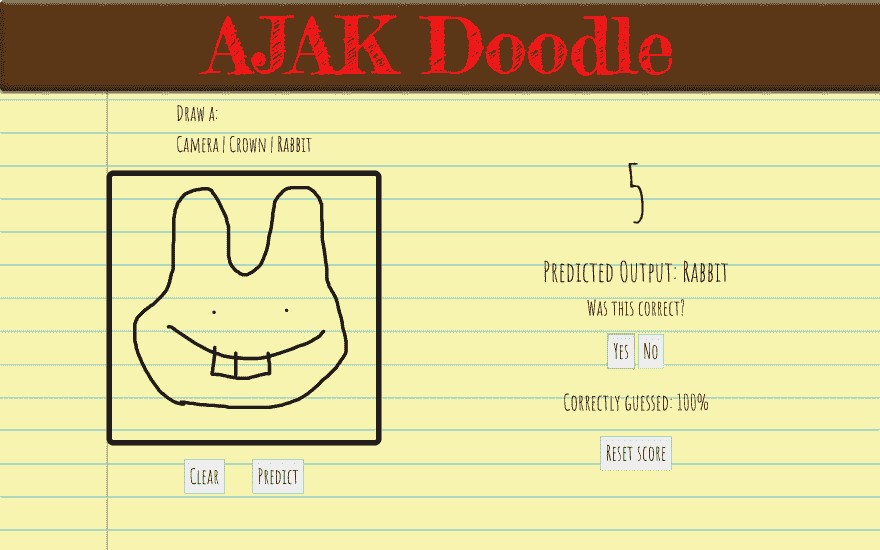 AJAK Doodle
Draw a:
Camera | Crown | Rabbit
5
Predicted Output: Rabbit
Was this correct?
Yes No
Correctly guessed: 100%
Reset score
Clear Predict